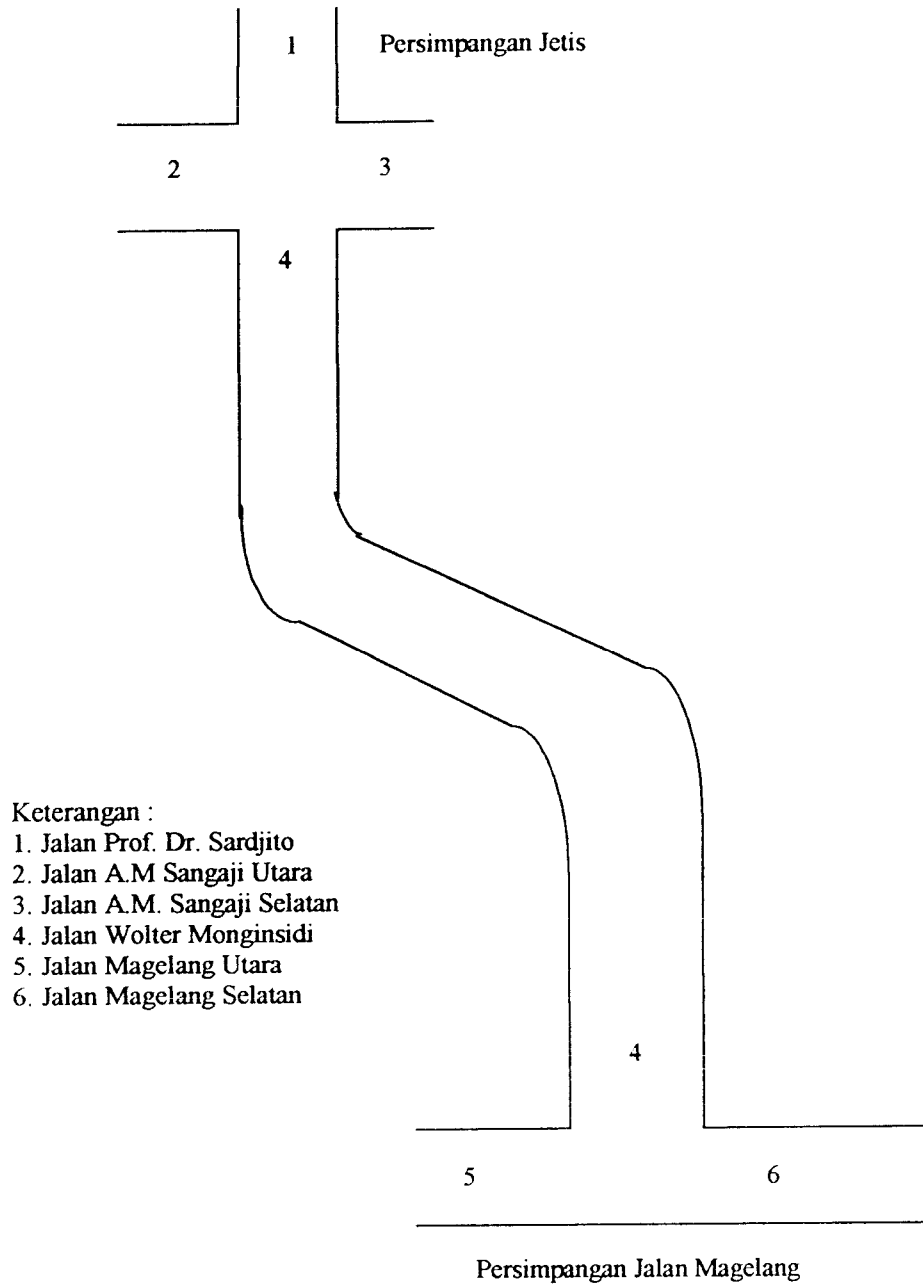 1 Persimpangan Jetis
2 3
4
Keterangan :
1. Jalan Prof. Dr. Sardjito
2. Jalan A.M Sangaji Utara
3. Jalan A.M. Sangaji Selatan
4. Jalan Wolter Monginsidi
5. Jalan Magelang Utara
6. Jalan Magelang Selatan
4
5 6
Persimpangan Jalan Magelang